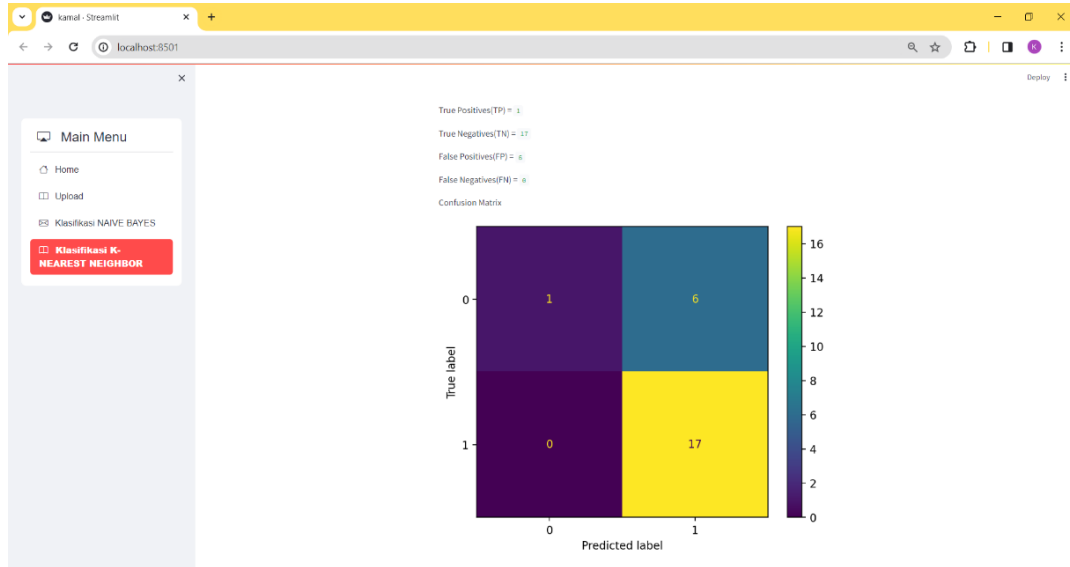 kamal · Streamlit
localhost:8501
K
Deploy
Main Menu
Home
Upload
Klasifikasi NAIVE BAYES
Klasifikasi K-
NEAREST NEIGHBOR
True Positives(TP) = 1
True Negatives(TN) = 17
False Positives(FP) = 6
False Negatives(FN) = 0
Confusion Matrix
True label
0
1
1
6
0
17
0
1
Predicted label
16
14
12
10
8
6
4
2
0